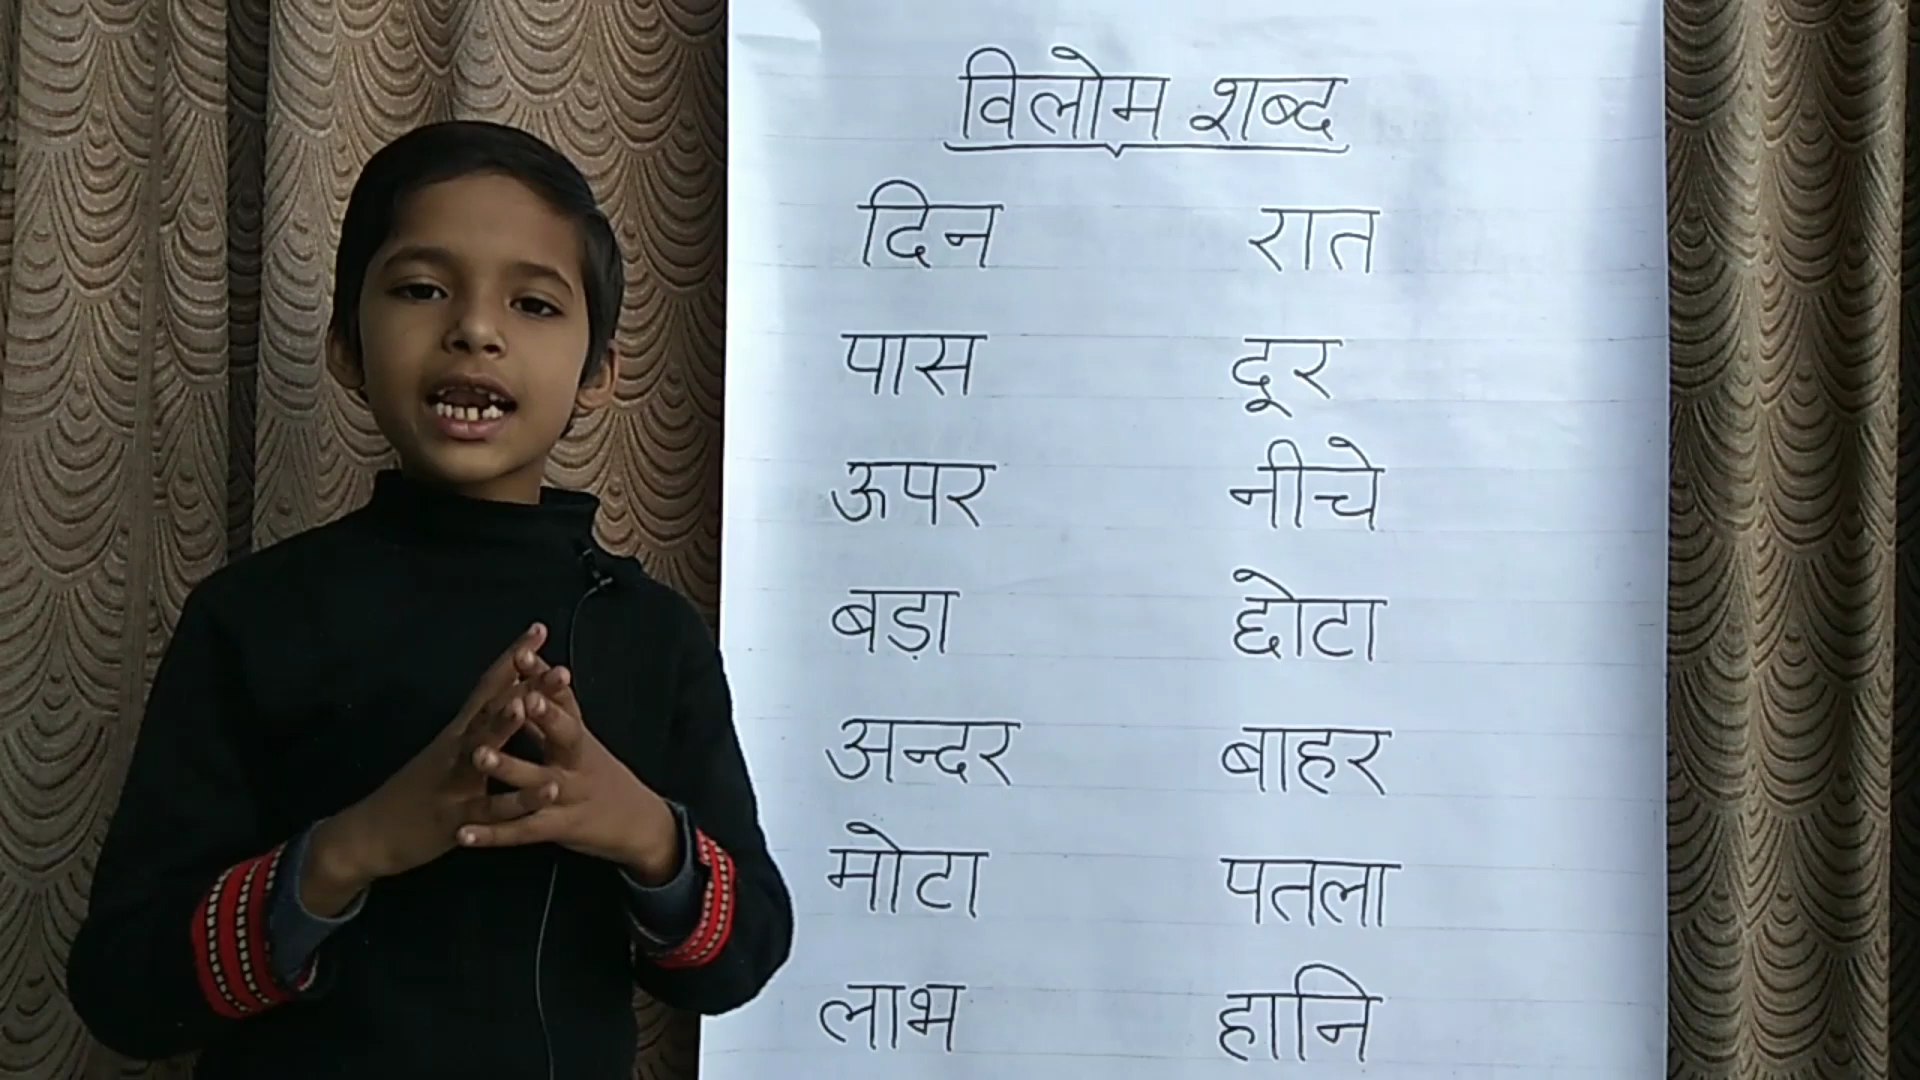 विलोम शब्द
दिन रात
पास दूर
ऊपर नीचे
बड़ा छोटा
अन्दर बाहर
मोटा पतला
लाभ हानि